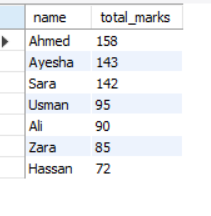 name total_marks
Ahmed 158
Ayesha 143
Sara 142
Usman 95
Ali 90
Zara 85
Hassan 72